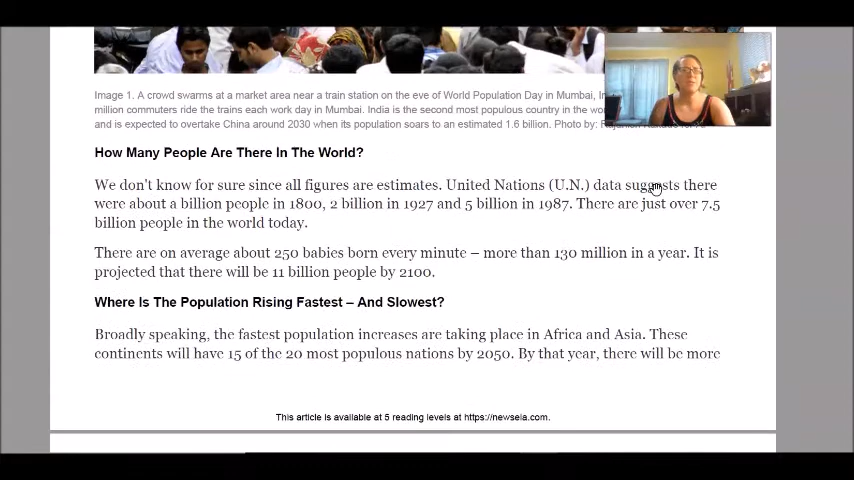 Image 1. A crowd swarms at a market area near a train station on the eve of World Population Day in Mumbai,
million commuters ride the trains each work day in Mumbai. India is the second most populous country in the
and is expected to overtake China around 2030 when its population soars to an estimated 1.6 billion. Photo by:
How Many People Are There In The World?
We don't know for sure since all figures are estimates. United Nations (U.N.) data suggests there
were about a billion people in 1800, 2 billion in 1927 and 5 billion in 1987. There are just over 7.5
billion people in the world today.
There are on average about 250 babies born every minute – more than 130 million in a year. It is
projected that there will be 11 billion people by 2100.
Where Is The Population Rising Fastest – And Slowest?
Broadly speaking, the fastest population increases are taking place in Africa and Asia. These
continents will have 15 of the 20 most populous nations by 2050. By that year, there will be more
This article is available at 5 reading levels at https://newsela.com.